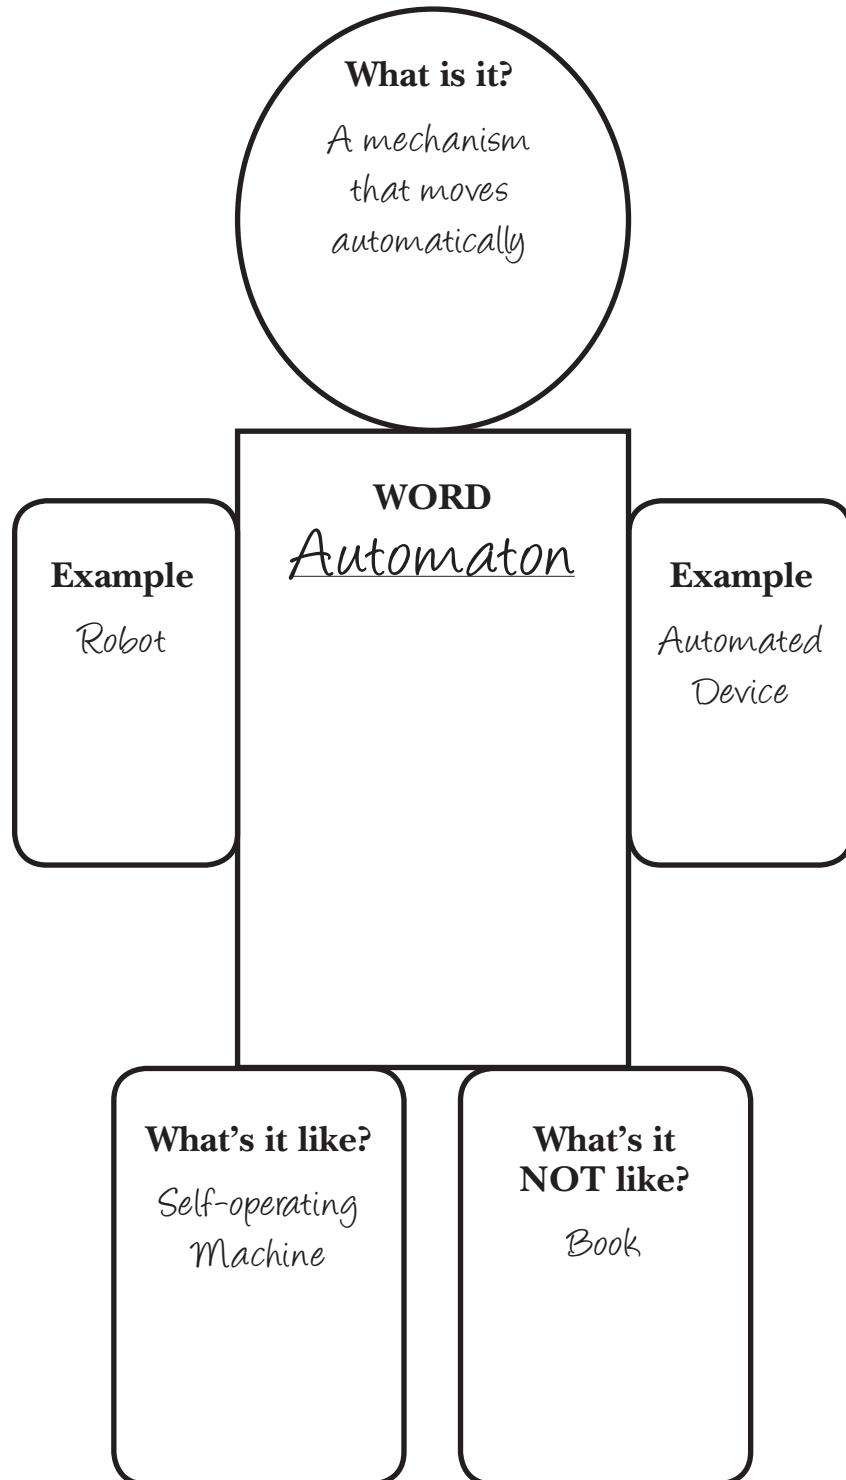 What is it?
A mechanism
that moves
automatically
WORD
Automaton
Example
Robot
Example
Automated
Device
What's it like?
Self-operating
Machine
What's it
NOT like?
Book